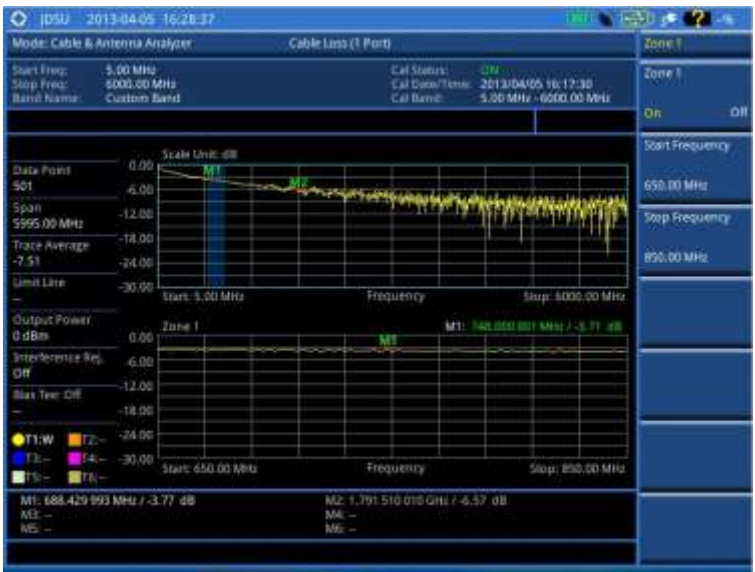 JDSU 2013-04-05 16:28:37
Mode: Cable & Antenna Analyzer Cable Loss (1 Port) Zone 1
Start Freq: 5.00 MHz Cal Status: ON
Stop Freq: 6000.00 MHz Cal Date/Time: 2013/04/05 16:17:30
Band Name: Custom Band Cal Band: 5.00 MHz - 6000.00 MHz
Zone 1
On Off
Start Frequency
650.00 MHz
Stop Frequency
850.00 MHz
Scale Unit: dB
Data Point
501
Span
5995.00 MHz
Trace Average
-7.51
Limit Line
--
Output Power
0 dBm
Interference Rej.
Off
Bias Tee: Off
--
T1:W T2:--
T3:-- T4:--
T5:-- T6:--
0.00
-6.00
-12.00
-18.00
-24.00
-30.00
M1
M2
Start: 5.00 MHz Frequency Stop: 6000.00 MHz
Zone 1 M1: 748.000 001 MHz / -3.71 dB
M1
0.00
-6.00
-12.00
-18.00
-24.00
-30.00
Start: 650.00 MHz Frequency Stop: 850.00 MHz
M1: 688.429 993 MHz / -3.77 dB M2: 1.791 510 010 GHz / -6.57 dB
M3: -- M4: --
M5: -- M6: --